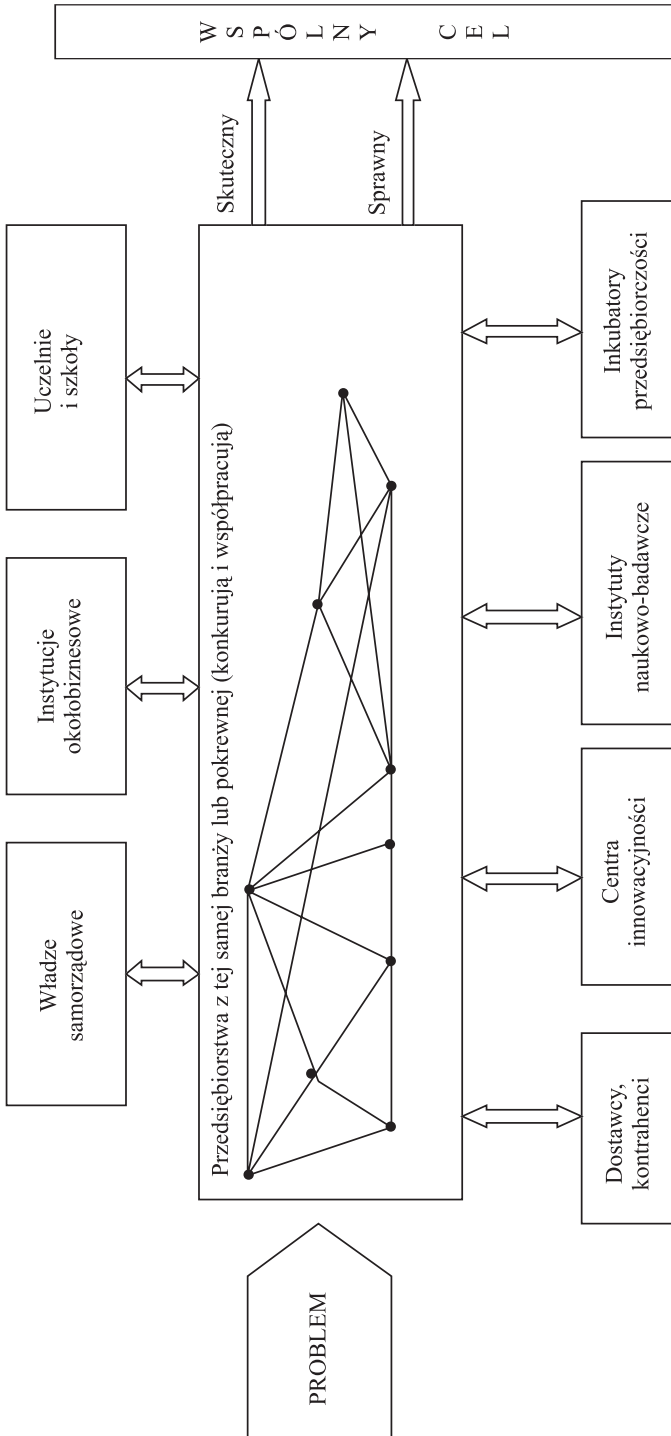 Władze
samorządowe
Instytucje
okołobiznesowe
Uczelnie
i szkoły
PROBLEM
Przedsiębiorstwa z tej samej branży lub pokrewnej (konkurują i współpracują)
Skuteczny
Sprawny
WSPÓLNY CEL
Dostawcy,
kontrahenci
Centra
innowacyjności
Instytuty
naukowo-badawcze
Inkubatory
przedsiębiorczości